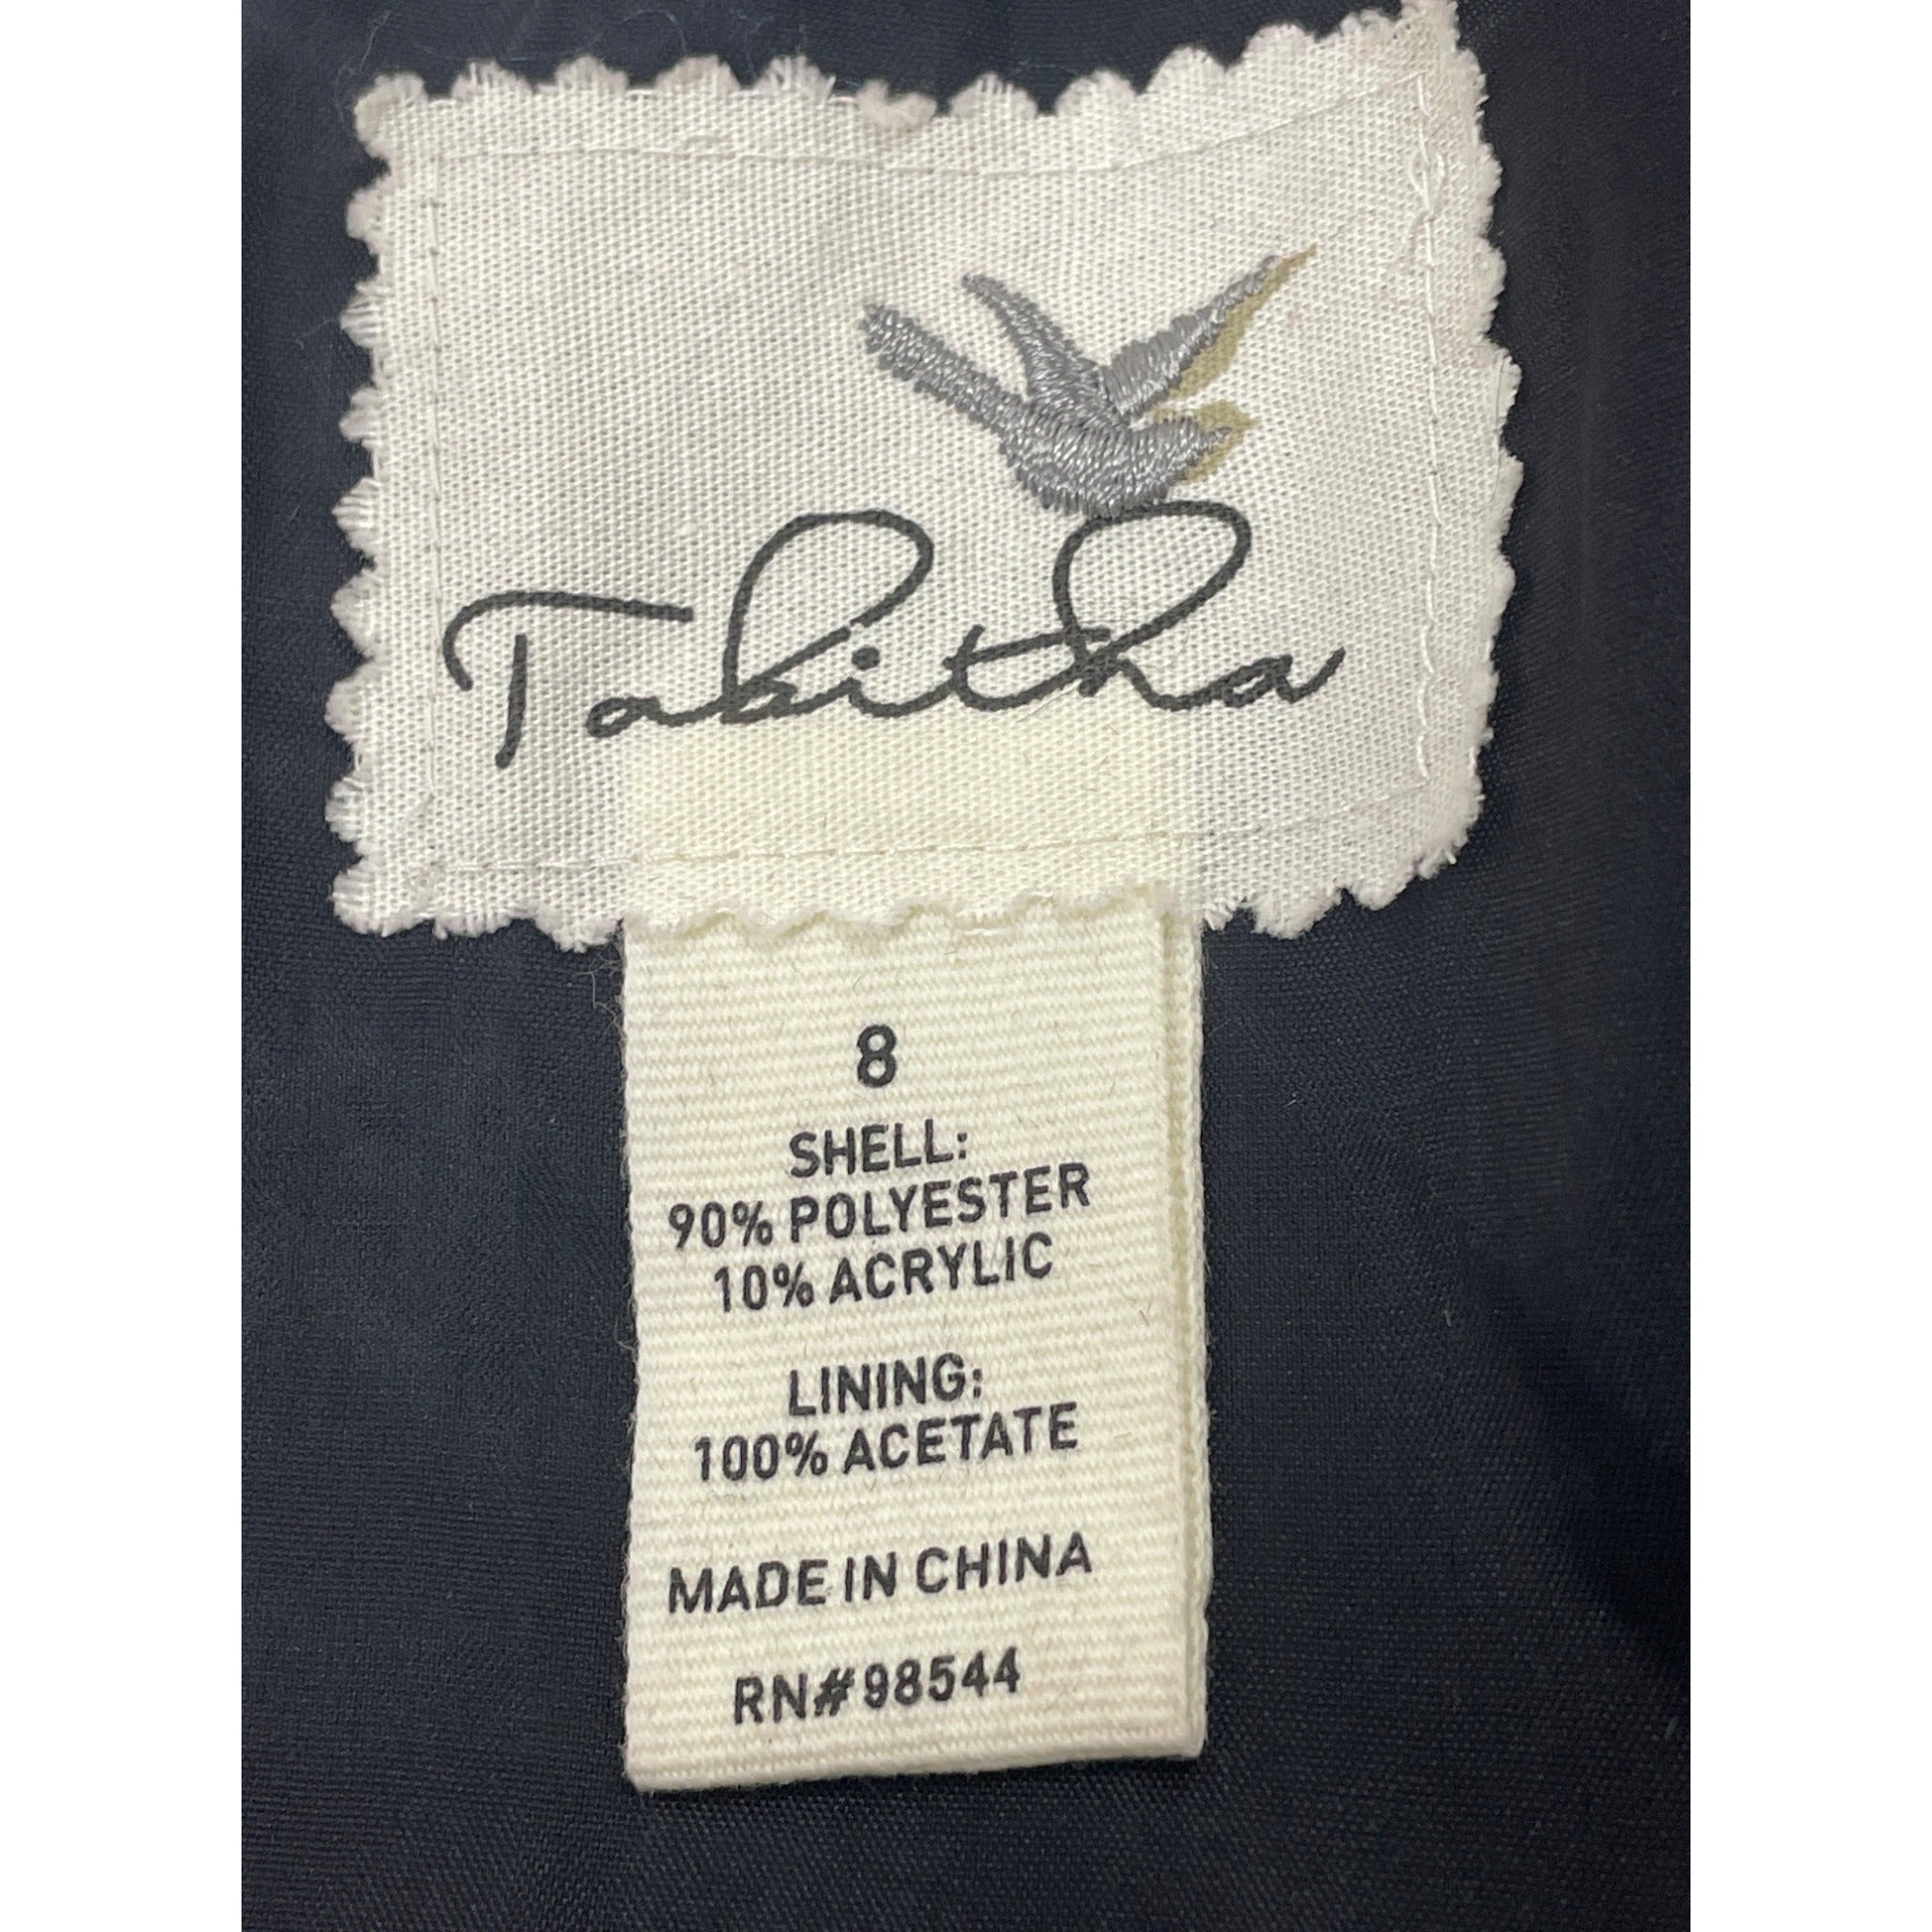 Tabitha
8
SHELL:
90% POLYESTER
10% ACRYLIC
LINING:
100% ACETATE
MADE IN CHINA
RN#98544